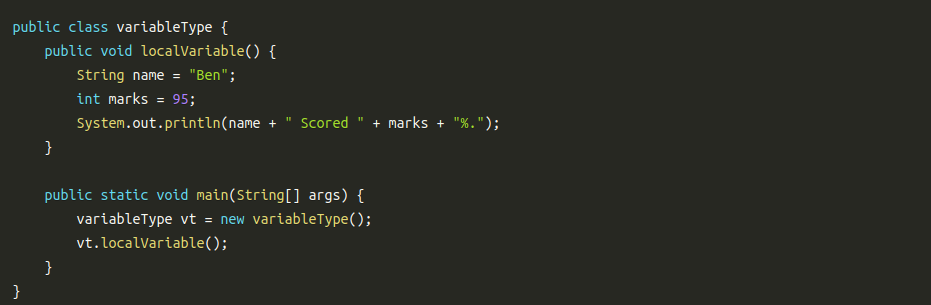 public class variableType {
    public void localVariable() {
        String name = "Ben";
        int marks = 95;
        System.out.println(name + " Scored " + marks + "%.");
    }

    public static void main(String[] args) {
        variableType vt = new variableType();
        vt.localVariable();
    }
}